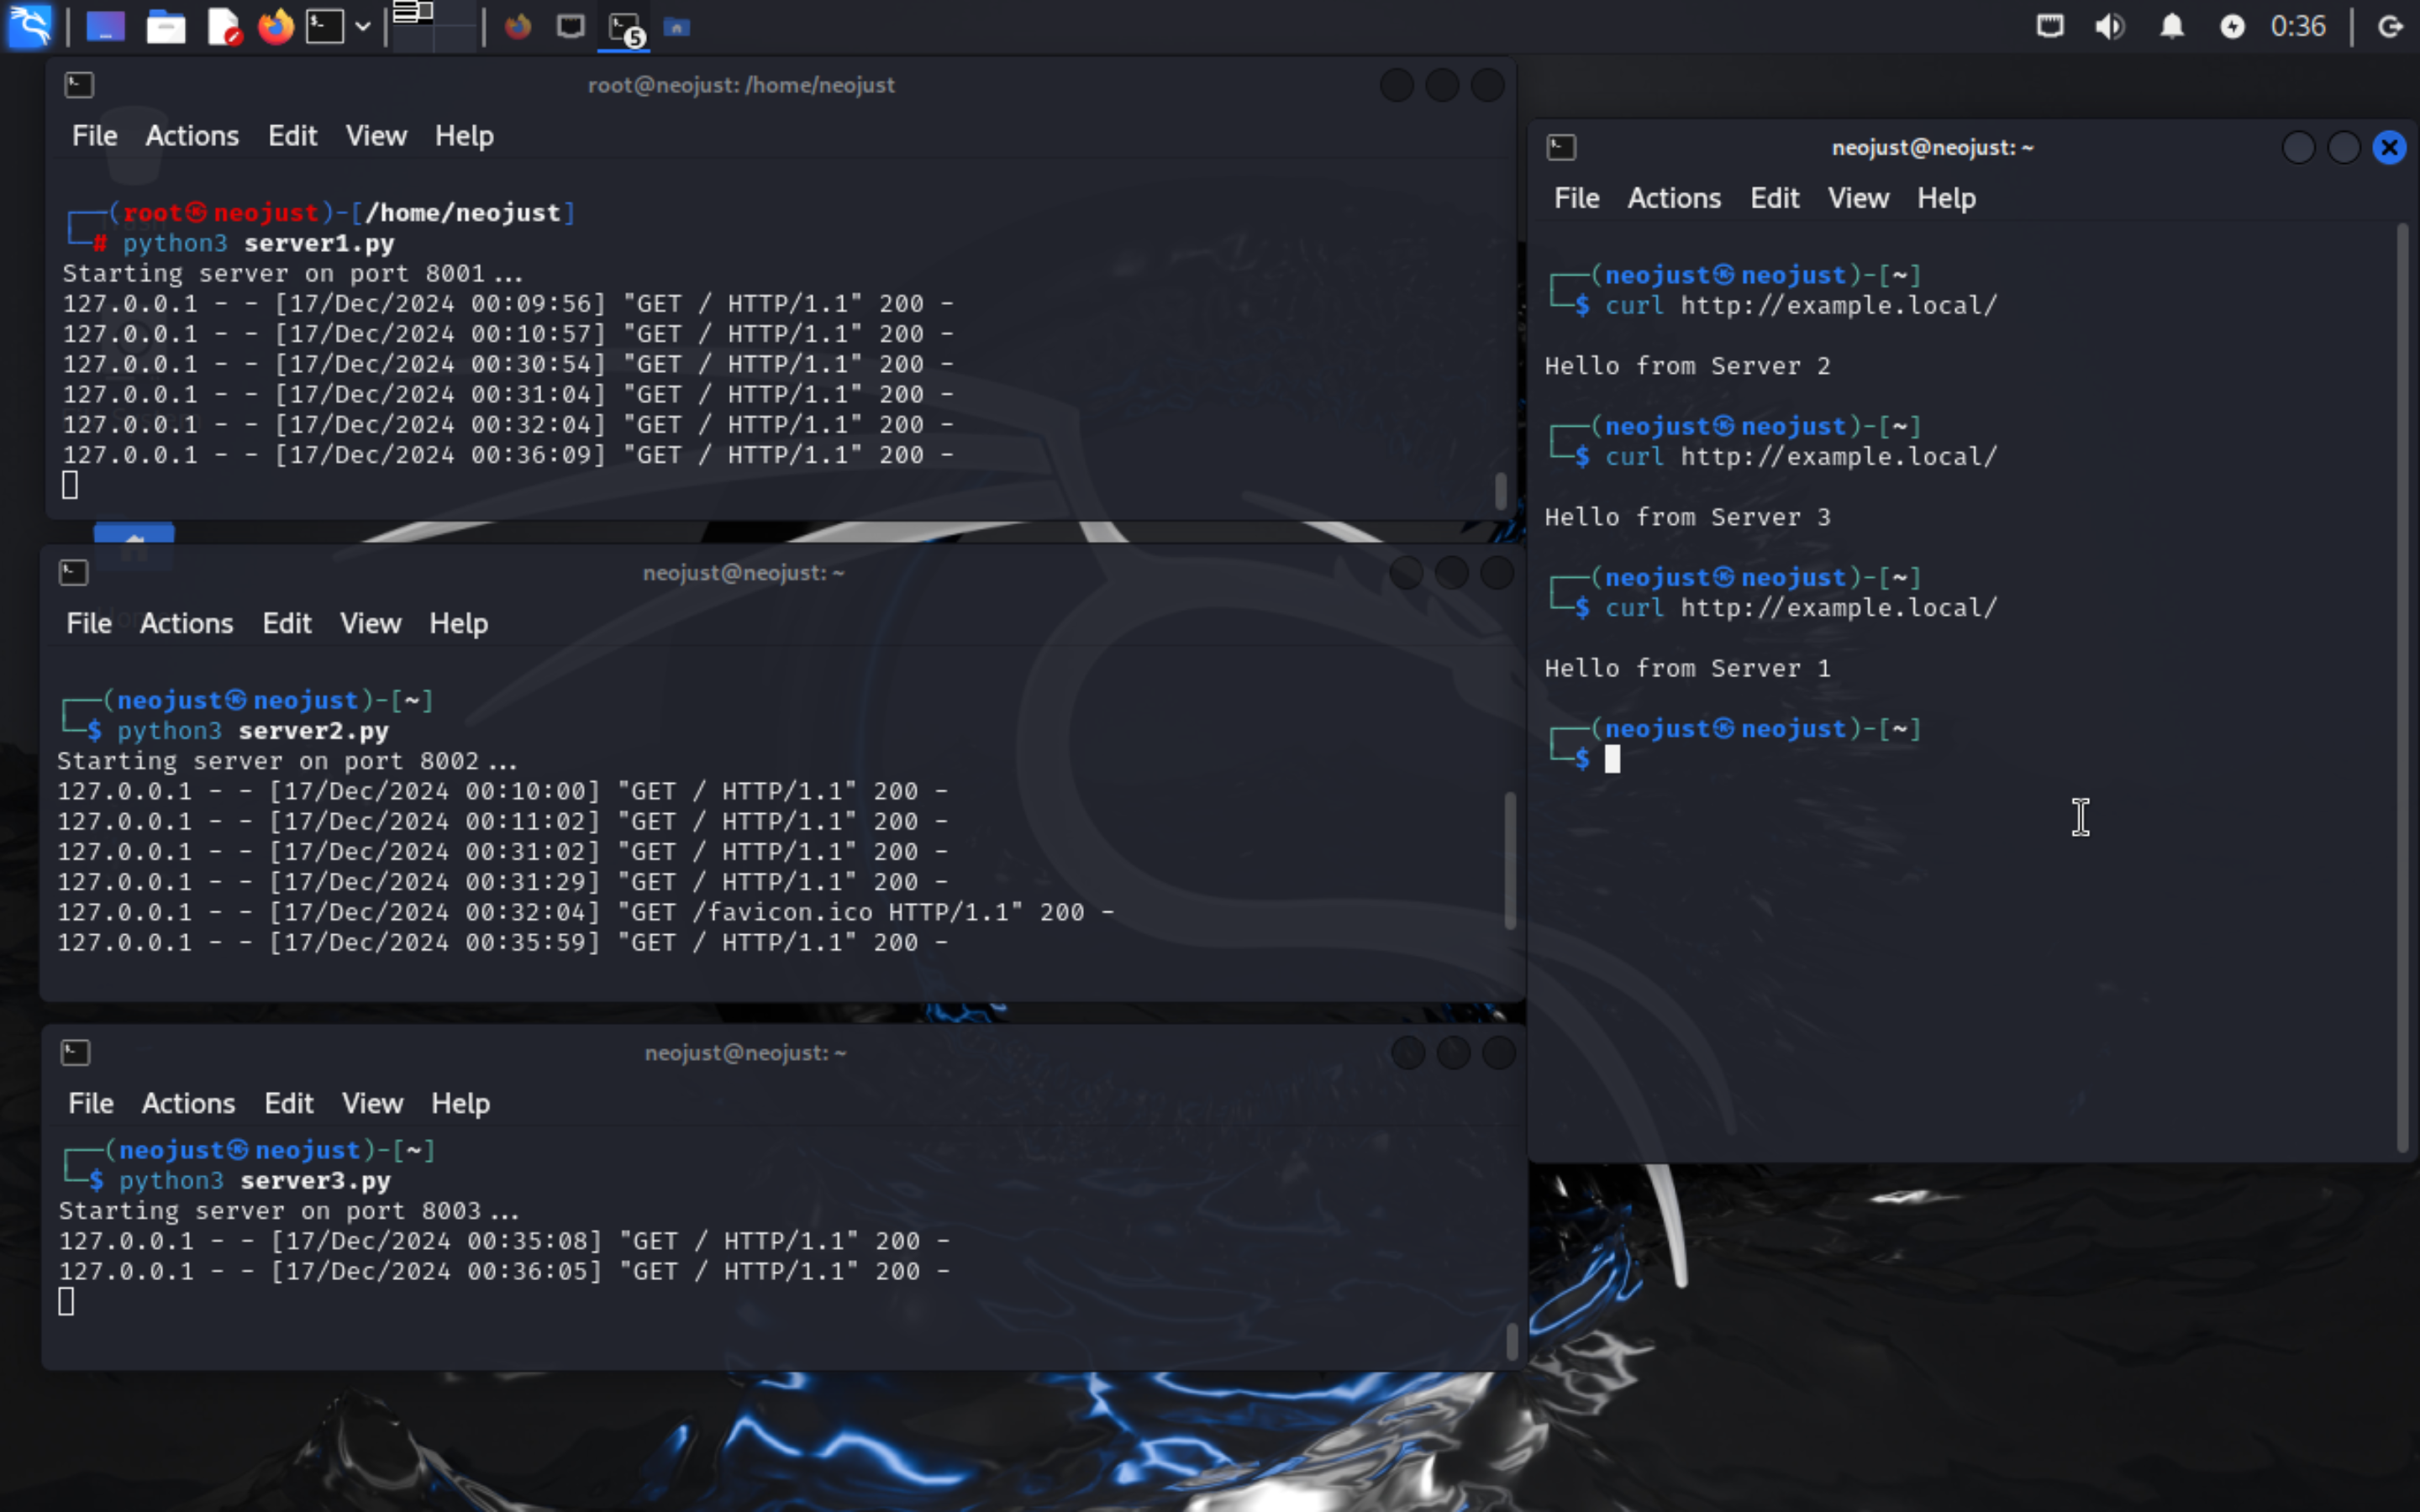 5
0:36
root@neojust: /home/neojust
File Actions Edit View Help
┌──(root㉿neojust)-[/home/neojust]
└─# python3 server1.py
Starting server on port 8001...
127.0.0.1 - - [17/Dec/2024 00:09:56] "GET / HTTP/1.1" 200 -
127.0.0.1 - - [17/Dec/2024 00:10:57] "GET / HTTP/1.1" 200 -
127.0.0.1 - - [17/Dec/2024 00:30:54] "GET / HTTP/1.1" 200 -
127.0.0.1 - - [17/Dec/2024 00:31:04] "GET / HTTP/1.1" 200 -
127.0.0.1 - - [17/Dec/2024 00:32:04] "GET / HTTP/1.1" 200 -
127.0.0.1 - - [17/Dec/2024 00:36:09] "GET / HTTP/1.1" 200 -
neojust@neojust: ~
File Actions Edit View Help
┌──(neojust㉿neojust)-[~]
└─$ python3 server2.py
Starting server on port 8002...
127.0.0.1 - - [17/Dec/2024 00:10:00] "GET / HTTP/1.1" 200 -
127.0.0.1 - - [17/Dec/2024 00:11:02] "GET / HTTP/1.1" 200 -
127.0.0.1 - - [17/Dec/2024 00:31:02] "GET / HTTP/1.1" 200 -
127.0.0.1 - - [17/Dec/2024 00:31:29] "GET / HTTP/1.1" 200 -
127.0.0.1 - - [17/Dec/2024 00:32:04] "GET /favicon.ico HTTP/1.1" 200 -
127.0.0.1 - - [17/Dec/2024 00:35:59] "GET / HTTP/1.1" 200 -
neojust@neojust: ~
File Actions Edit View Help
┌──(neojust㉿neojust)-[~]
└─$ python3 server3.py
Starting server on port 8003...
127.0.0.1 - - [17/Dec/2024 00:35:08] "GET / HTTP/1.1" 200 -
127.0.0.1 - - [17/Dec/2024 00:36:05] "GET / HTTP/1.1" 200 -
neojust@neojust: ~
File Actions Edit View Help
┌──(neojust㉿neojust)-[~]
└─$ curl http://example.local/
Hello from Server 2
┌──(neojust㉿neojust)-[~]
└─$ curl http://example.local/
Hello from Server 3
┌──(neojust㉿neojust)-[~]
└─$ curl http://example.local/
Hello from Server 1
┌──(neojust㉿neojust)-[~]
└─$